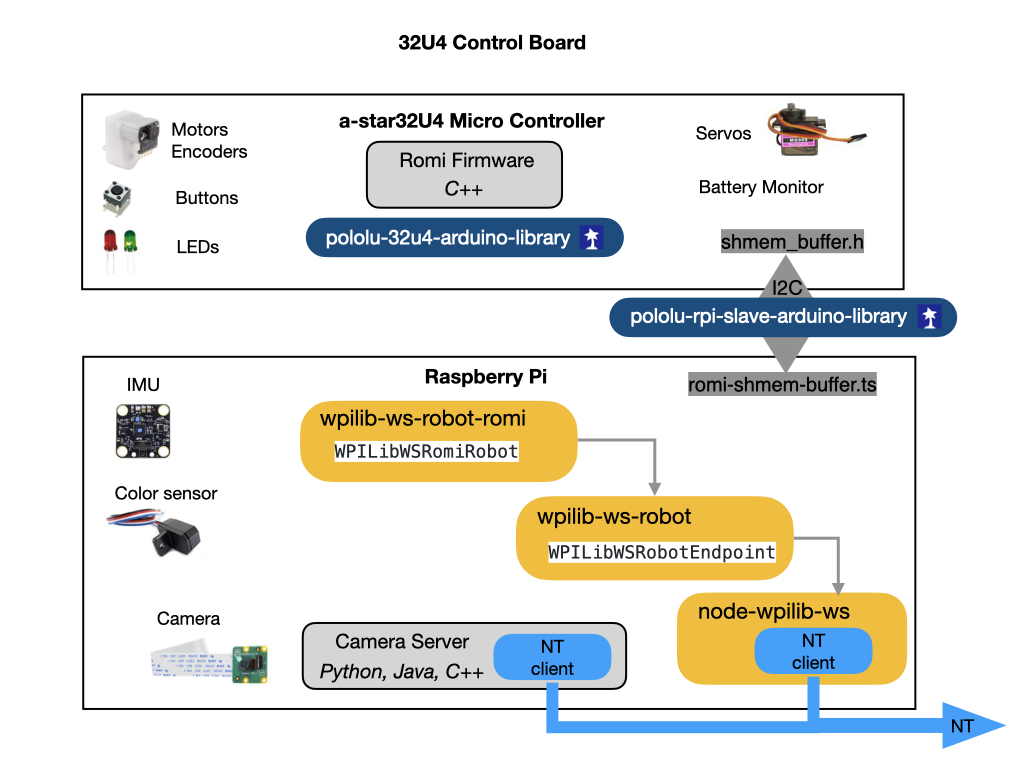 32U4 Control Board
a-star32U4 Micro Controller
Motors
Encoders
Romi Firmware
C++
Servos
Buttons
Battery Monitor
LEDs
pololu-32u4-arduino-library
shmem_buffer.h
I2C
pololu-rpi-slave-arduino-library
Raspberry Pi
IMU
romi-shmem-buffer.ts
wpilib-ws-robot-romi
WPILibWSRomiRobot
Color sensor
wpilib-ws-robot
WPILibWSRobotEndpoint
Camera
node-wpilib-ws
NT
client
Camera Server
Python, Java, C++
NT
client
NT